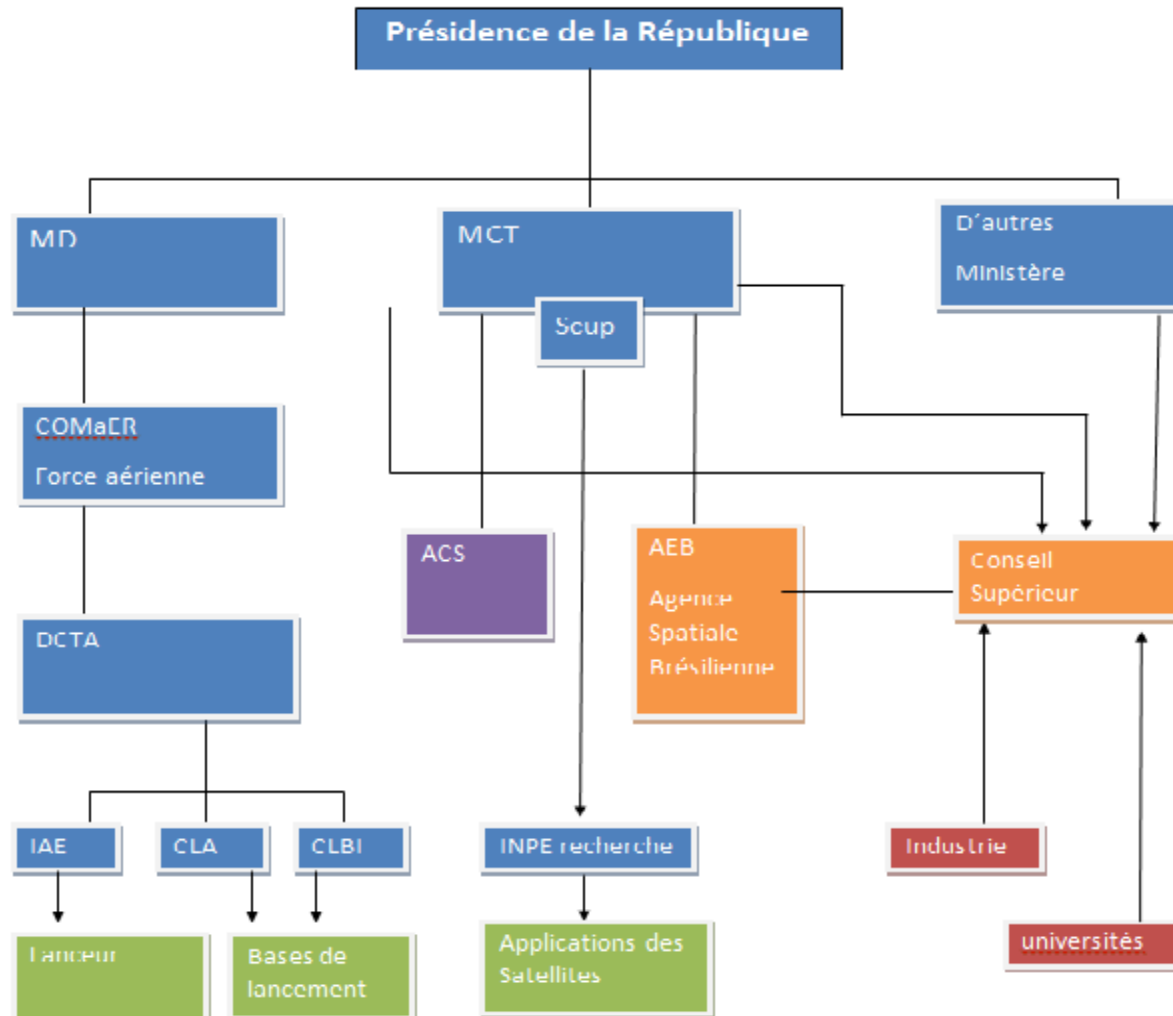 Présidence de la République
MD
MCT
D'autres
Ministère
Scup
COMaER
Force aérienne
ACS
AEB
Agence
Spatiale
Brésilienne
Conseil
Supérieur
DCTA
IAE
CLA
CLBI
INPE recherche
Industrie
Lanceur
Bases de
lancement
Applications des
Satellites
universités